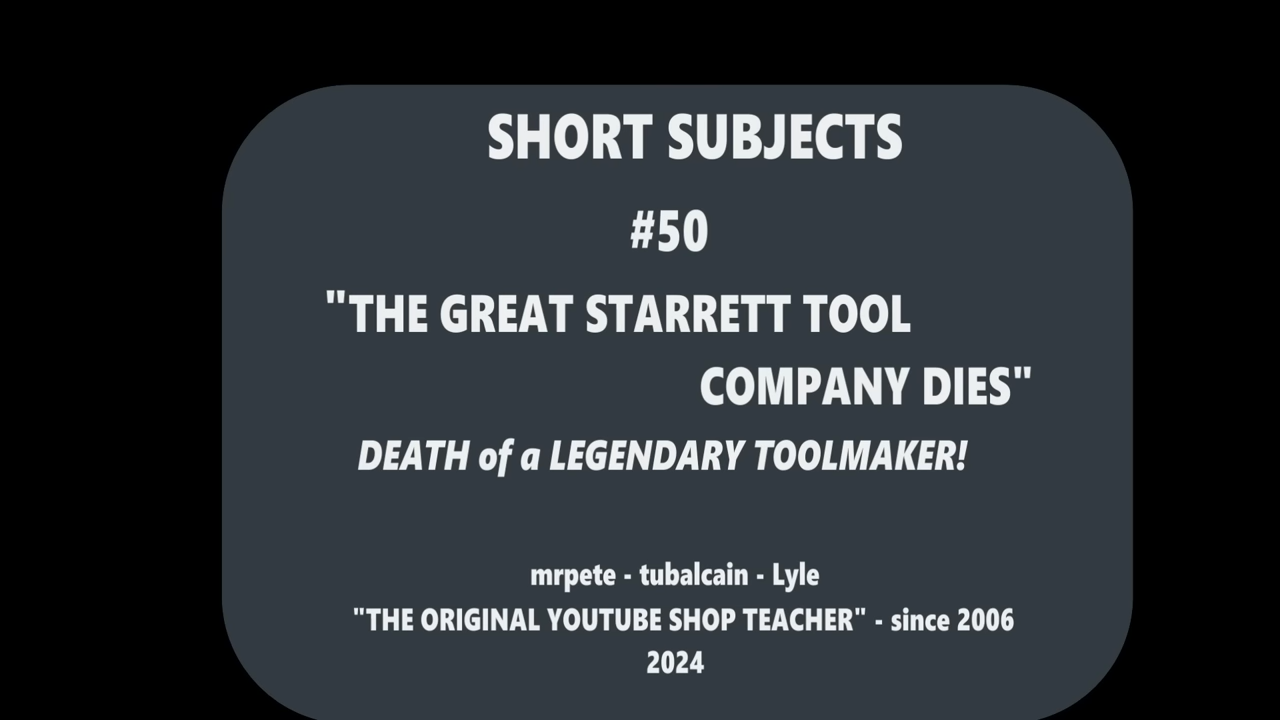 SHORT SUBJECTS
#50
"THE GREAT STARRETT TOOL
COMPANY DIES"
DEATH of a LEGENDARY TOOLMAKER!
mrpete - tubalcain - Lyle
"THE ORIGINAL YOUTUBE SHOP TEACHER" - since 2006
2024